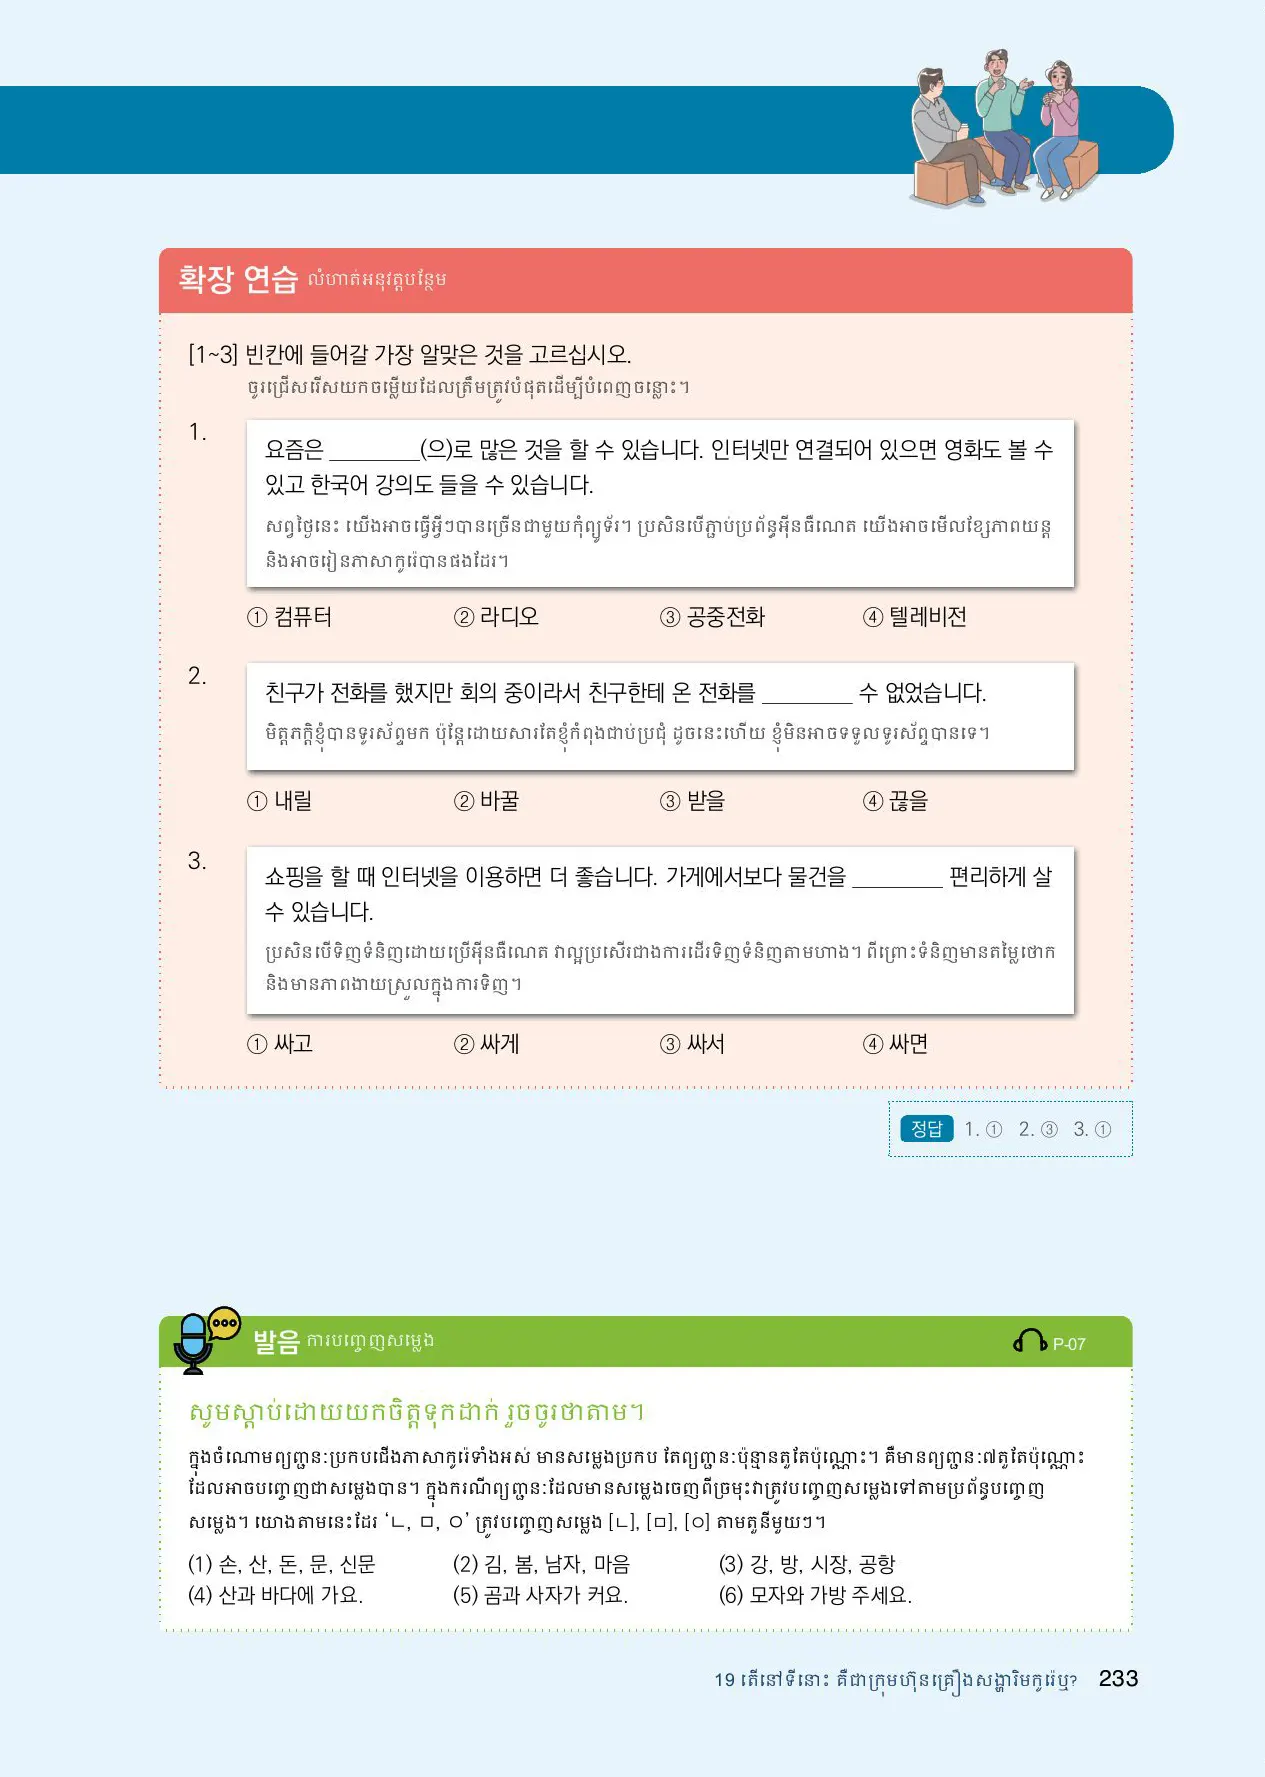 확장 연습 លំហាត់អនុវត្តបន្ថែម
[1~3] 빈칸에 들어갈 가장 알맞은 것을 고르십시오.
ចូរជ្រើសរើសយកចម្លើយដែលត្រឹមត្រូវបំផុតដើម្បីបំពេញចន្លោះ។
1.
요즘은 ________(으)로 많은 것을 할 수 있습니다. 인터넷만 연결되어 있으면 영화도 볼 수
있고 한국어 강의도 들을 수 있습니다.
សព្វថ្ងៃនេះ យើងអាចធ្វើអ្វីៗបានច្រើនជាមួយកុំព្យូទ័រ។ ប្រសិនបើភ្ជាប់ប្រព័ន្ធអ៊ីនធឺណេត យើងអាចមើលខ្សែភាពយន្ត
និងអាចរៀនភាសាកូរ៉េបានផងដែរ។
① 컴퓨터 ② 라디오 ③ 공중전화 ④ 텔레비전
2.
친구가 전화를 했지만 회의 중이라서 친구한테 온 전화를 ________ 수 없었습니다.
មិត្តភក្តិខ្ញុំបានទូរស័ព្ទមក ប៉ុន្តែដោយសារតែខ្ញុំកំពុងជាប់ប្រជុំ ដូចនេះហើយ ខ្ញុំមិនអាចទទួលទូរស័ព្ទបានទេ។
① 내릴 ② 바꿀 ③ 받을 ④ 끊을
3.
쇼핑을 할 때 인터넷을 이용하면 더 좋습니다. 가게에서보다 물건을 ________ 편리하게 살
수 있습니다.
ប្រសិនបើទិញទំនិញដោយប្រើអ៊ីនធឺណេត វាល្អប្រសើរជាងការដើរទិញទំនិញតាមហាង។ ពីព្រោះទំនិញមានតម្លៃថោក
និងមានភាពងាយស្រួលក្នុងការទិញ។
① 싸고 ② 싸게 ③ 싸서 ④ 싸면
정답 1. ① 2. ③ 3. ①
발음 ការបញ្ចេញសម្លេង P-07
សូមស្តាប់ដោយយកចិត្តទុកដាក់ រួចចូរថាតាម។
ក្នុងចំណោមព្យញ្ជនៈប្រកបជើងភាសាកូរ៉េទាំងអស់ មានសម្លេងប្រកប តែព្យញ្ជនៈប៉ុន្មានតួតែប៉ុណ្ណោះ។ គឺមានព្យញ្ជនៈ៧តួតែប៉ុណ្ណោះ
ដែលអាចបញ្ចេញជាសម្លេងបាន។ ក្នុងករណីព្យញ្ជនៈដែលមានសម្លេងចេញពីច្រមុះវាត្រូវបញ្ចេញសម្លេងទៅតាមប្រព័ន្ធបញ្ចេញ
សម្លេង។ យោងតាមនេះដែរ ‘ㄴ, ㅁ, ㅇ’ ត្រូវបញ្ចេញសម្លេង [ㄴ], [ㅁ], [ㅇ] តាមតួនីមួយៗ។
(1) 손, 산, 돈, 문, 신문 (2) 김, 봄, 남자, 마음 (3) 강, 방, 시장, 공항
(4) 산과 바다에 가요. (5) 곰과 사자가 커요. (6) 모자와 가방 주세요.
19 តើនៅទីនោះ គឺជាក្រុមហ៊ុនគ្រឿងសង្ហារិមកូរ៉េឬ? 233